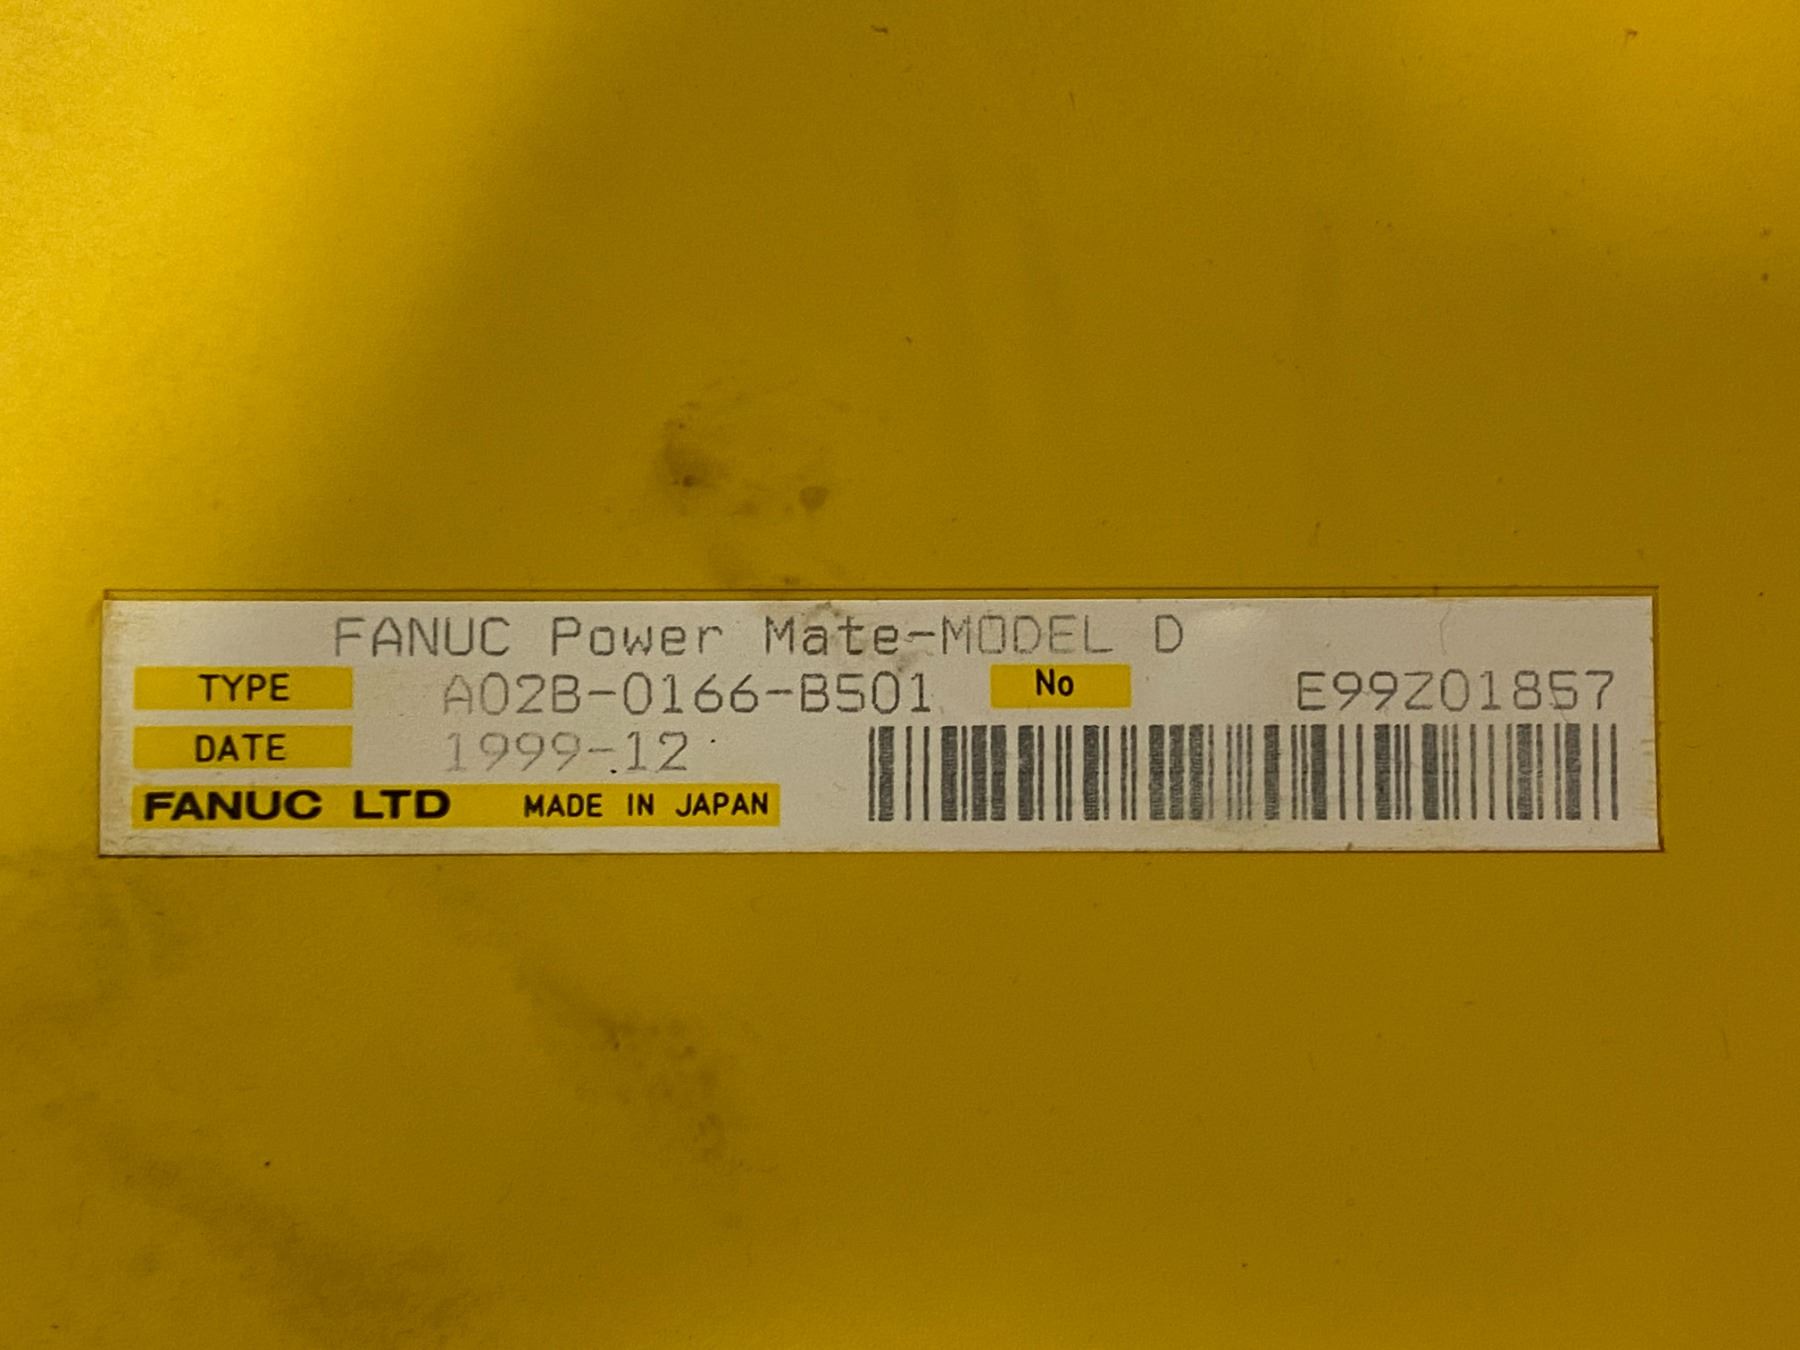 FANUC Power Mate-MODEL D
TYPE A02B-0166-B501 No E99Z01857
DATE 1999-12
FANUC LTD MADE IN JAPAN